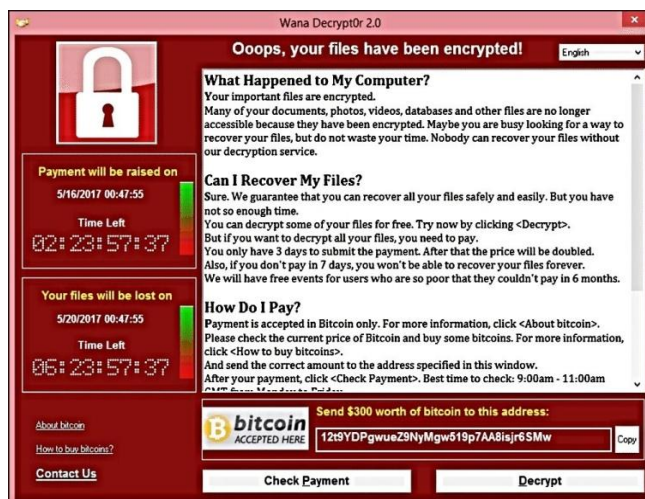 Wana Decrypt0r 2.0
Ooops, your files have been encrypted!
English
What Happened to My Computer?
Your important files are encrypted.
Many of your documents, photos, videos, databases and other files are no longer
accessible because they have been encrypted. Maybe you are busy looking for a way to
recover your files, but do not waste your time. Nobody can recover your files without
our decryption service.
Can I Recover My Files?
Sure. We guarantee that you can recover all your files safely and easily. But you have
not so enough time.
You can decrypt some of your files for free. Try now by clicking <Decrypt>.
But if you want to decrypt all your files, you need to pay.
You only have 3 days to submit the payment. After that the price will be doubled.
Also, if you don't pay in 7 days, you won't be able to recover your files forever.
We will have free events for users who are so poor that they couldn't pay in 6 months.
How Do I Pay?
Payment is accepted in Bitcoin only. For more information, click <About bitcoin>.
Please check the current price of Bitcoin and buy some bitcoins. For more information,
click <How to buy bitcoins>.
And send the correct amount to the address specified in this window.
After your payment, click <Check Payment>. Best time to check: 9:00am - 11:00am
GMT from Monday to Friday.
Payment will be raised on
5/16/2017 00:47:55
Time Left
02:23:57:37
Your files will be lost on
5/20/2017 00:47:55
Time Left
06:23:57:37
About bitcoin
How to buy bitcoins?
Contact Us
bitcoin
ACCEPTED HERE
Send $300 worth of bitcoin to this address:
12t9YDPgwueZ9NyMgw519p7AA8isjr6SMw
Copy
Check Payment
Decrypt